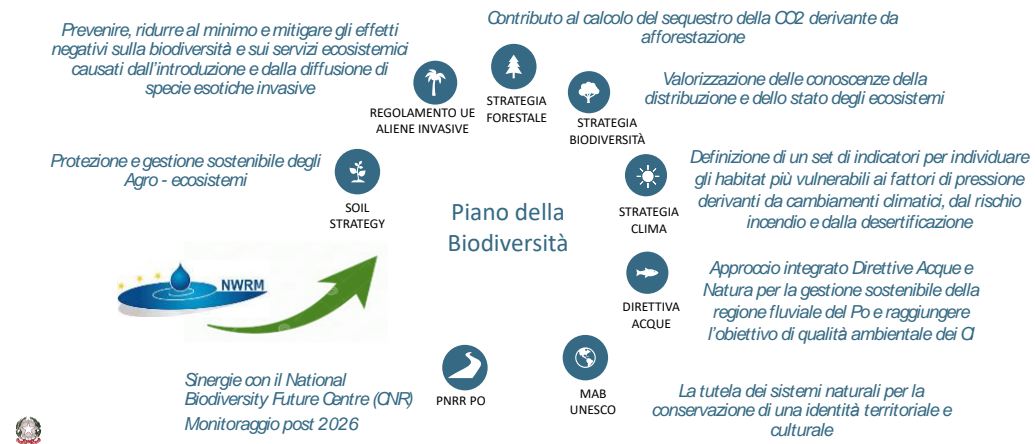 Contributo al calcolo del sequestro della CO2 derivante da
afforestazione
Prevenire, ridurre al minimo e mitigare gli effetti
negativi sulla biodiversità e sui servizi ecosistemici
causati dall'introduzione e dalla diffusione di
specie esotiche invasive
REGOLAMENTO UE
ALIENE INVASIVE
STRATEGIA
FORESTALE
STRATEGIA
BIODIVERSITÀ
Valorizzazione delle conoscenze della
distribuzione e dello stato degli ecosistemi
Protezione e gestione sostenibile degli
Agro - ecosistemi
SOIL
STRATEGY
Piano della
Biodiversità
STRATEGIA
CLIMA
Definizione di un set di indicatori per individuare
gli habitat più vulnerabili ai fattori di pressione
derivanti da cambiamenti climatici, dal rischio
incendio e dalla desertificazione
NWRM
DIRETTIVA
ACQUE
Approccio integrato Direttive Acque e
Natura per la gestione sostenibile della
regione fluviale del Po e raggiungere
l'obiettivo di qualità ambientale dei CI
Sinergie con il National
Biodiversity Future Centre (CNR)
Monitoraggio post 2026
PNRR PO
MAB
UNESCO
La tutela dei sistemi naturali per la
conservazione di una identità territoriale e
culturale